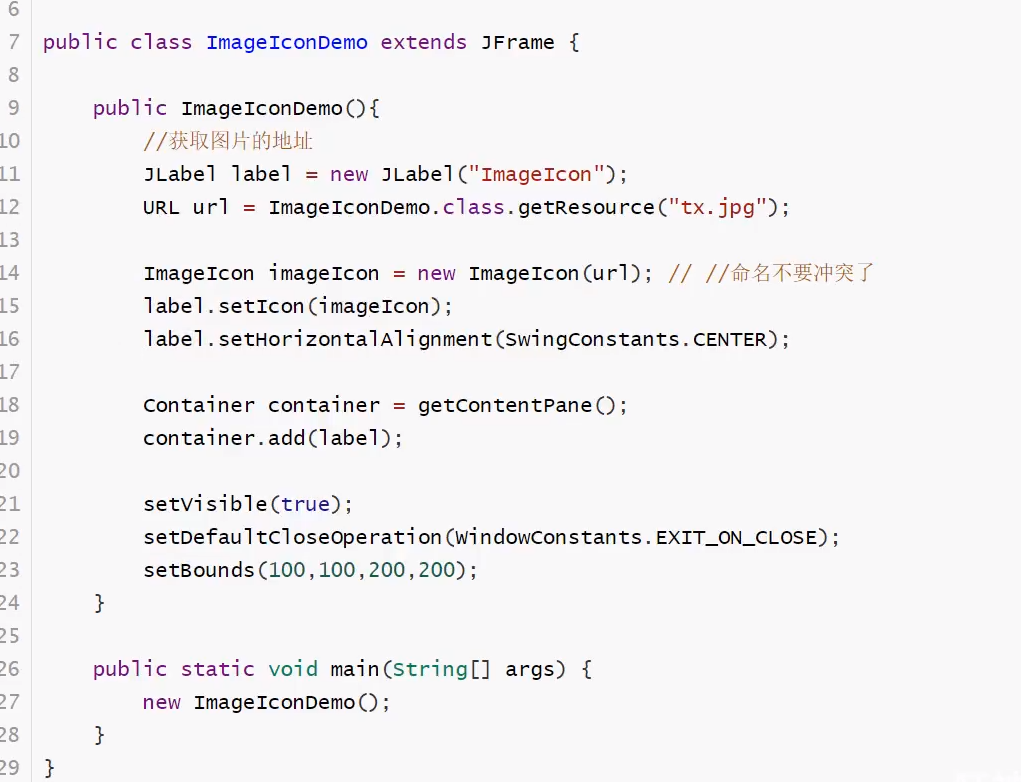 6
7 public class ImageIconDemo extends JFrame {
8
9 public ImageIconDemo(){
10 //获取图片的地址
11 JLabel label = new JLabel("ImageIcon");
12 URL url = ImageIconDemo.class.getResource("tx.jpg");
13
14 ImageIcon imageIcon = new ImageIcon(url); // //命名不要冲突了
15 label.setIcon(imageIcon);
16 label.setHorizontalAlignment(SwingConstants.CENTER);
17
18 Container container = getContentPane();
19 container.add(label);
20
21 setVisible(true);
22 setDefaultCloseOperation(WindowConstants.EXIT_ON_CLOSE);
23 setBounds(100,100,200,200);
24 }
25
26 public static void main(String[] args) {
27 new ImageIconDemo();
28 }
29 }